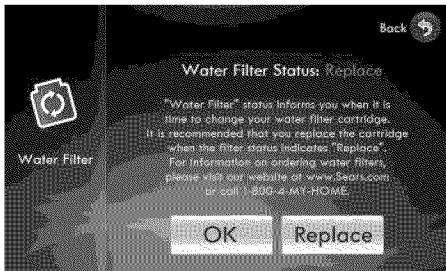 Back
Water Filter Status: Replace
"Water Filter" status informs you when it is
time to change your water filter cartridge.
It is recommended that you replace the cartridge
when the filter status indicates "Replace".
For information on ordering water filters,
please visit our website at www.Sears.com
or call 1-800-4-MY-HOME.
Water Filter
OK
Replace